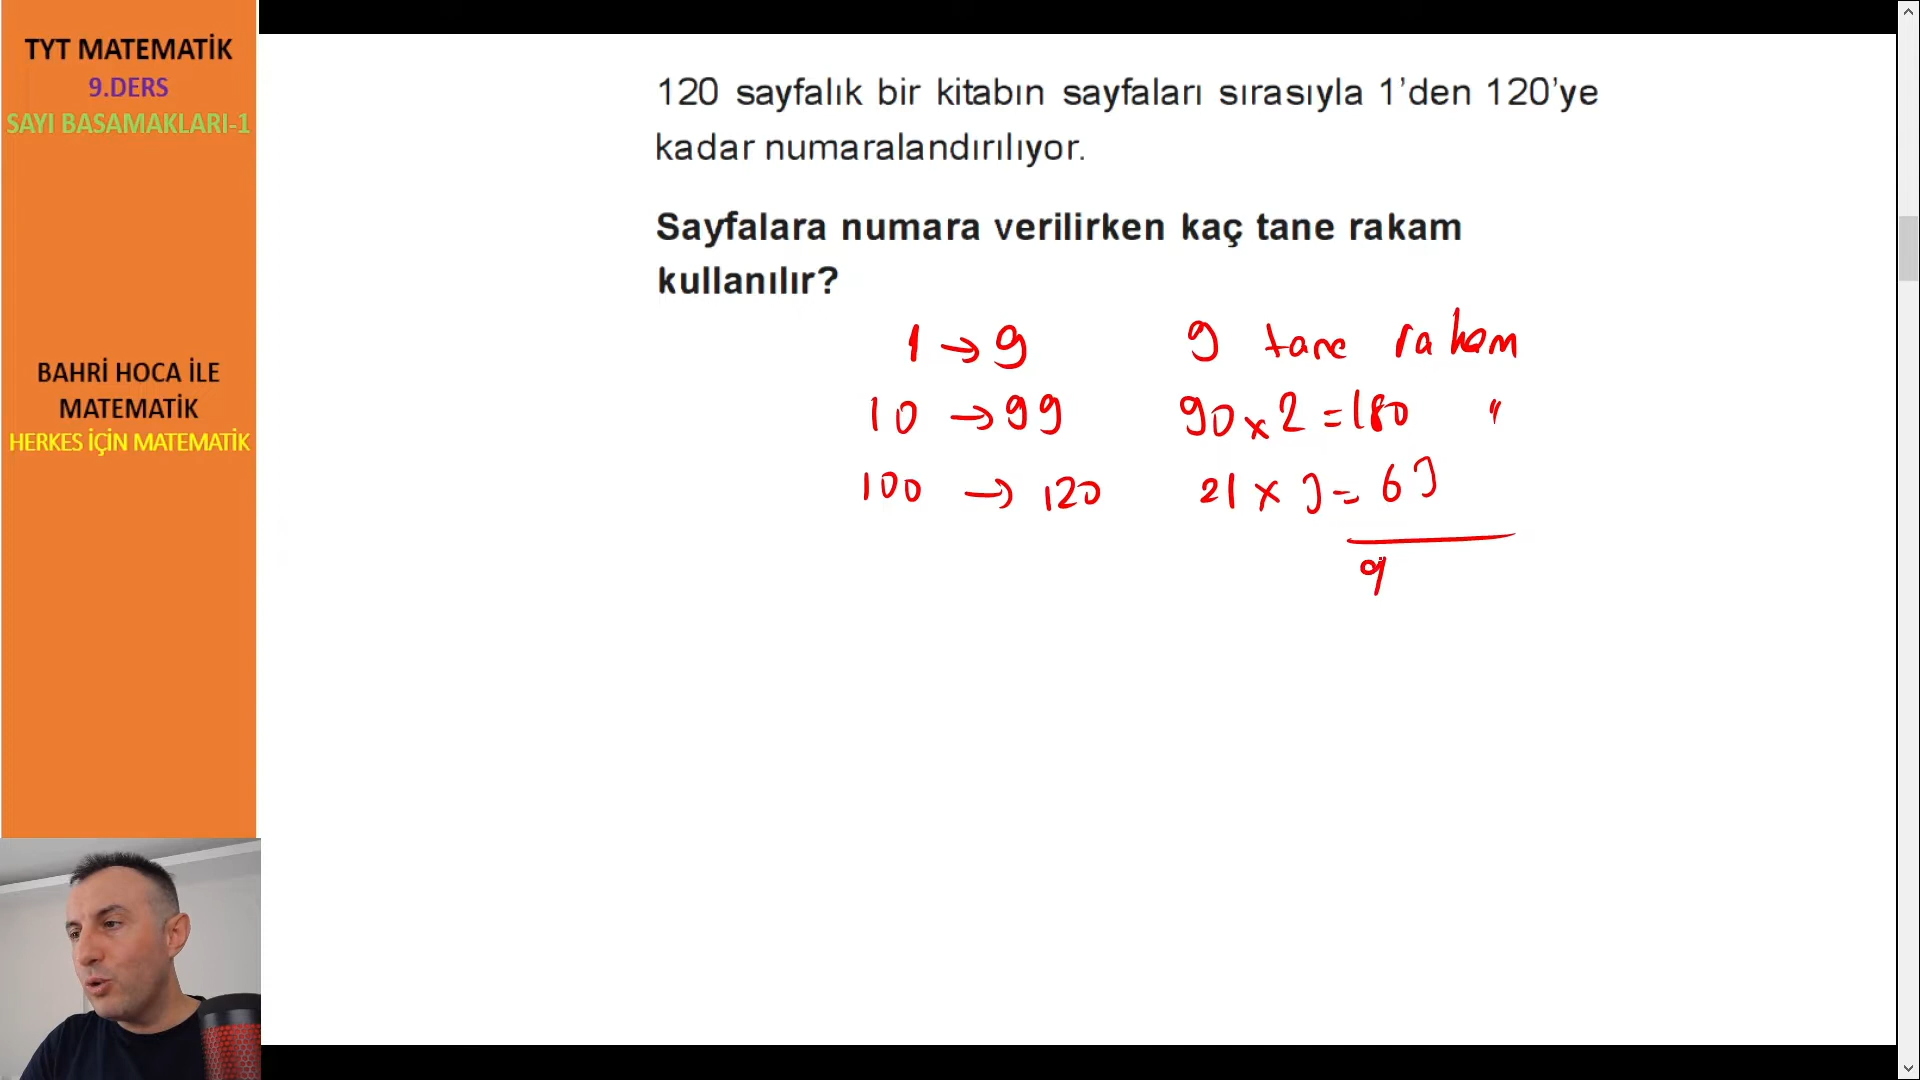 TYT MATEMATİK
9.DERS
SAYI BASAMAKLARI-1
BAHRİ HOCA İLE
MATEMATİK
HERKES İÇİN MATEMATİK
120 sayfalık bir kitabın sayfaları sırasıyla 1’den 120’ye
kadar numaralandırılıyor.
Sayfalara numara verilirken kaç tane rakam
kullanılır?
1 → 9 9 tane rakam
10 → 99 90 x 2 = 180 "
100 → 120 21 x 3 = 63
9